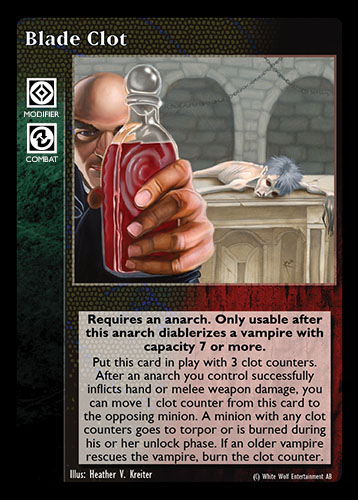 Blade Clot
MODIFIER
COMBAT
Requires an anarch. Only usable after
this anarch diablerizes a vampire with
capacity 7 or more.
Put this card in play with 3 clot counters.
After an anarch you control successfully
inflicts hand or melee weapon damage, you
can move 1 clot counter from this card to
the opposing minion. A minion with any clot
counters goes to torpor or is burned during
his or her unlock phase. If an older vampire
rescues the vampire, burn the clot counter.
Illus: Heather V. Kreiter
(C) White Wolf Entertainment AB